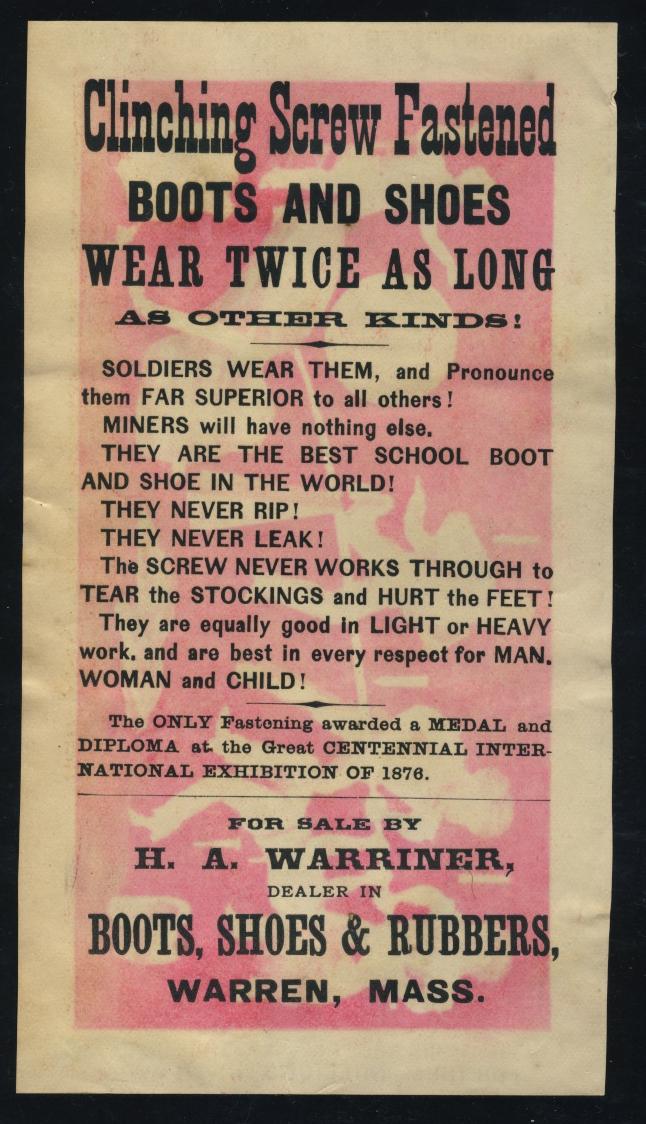 Clinching Screw Fastened
BOOTS AND SHOES
WEAR TWICE AS LONG
AS OTHER KINDS!
SOLDIERS WEAR THEM, and Pronounce
them FAR SUPERIOR to all others!
MINERS will have nothing else.
THEY ARE THE BEST SCHOOL BOOT
AND SHOE IN THE WORLD!
THEY NEVER RIP!
THEY NEVER LEAK!
The SCREW NEVER WORKS THROUGH to
TEAR the STOCKINGS and HURT the FEET!
They are equally good in LIGHT or HEAVY
work. and are best in every respect for MAN.
WOMAN and CHILD!
The ONLY Fastening awarded a MEDAL and
DIPLOMA at the Great CENTENNIAL INTER-
NATIONAL EXHIBITION OF 1876.
FOR SALE BY
H. A. WARRINER,
DEALER IN
BOOTS, SHOES & RUBBERS,
WARREN, MASS.